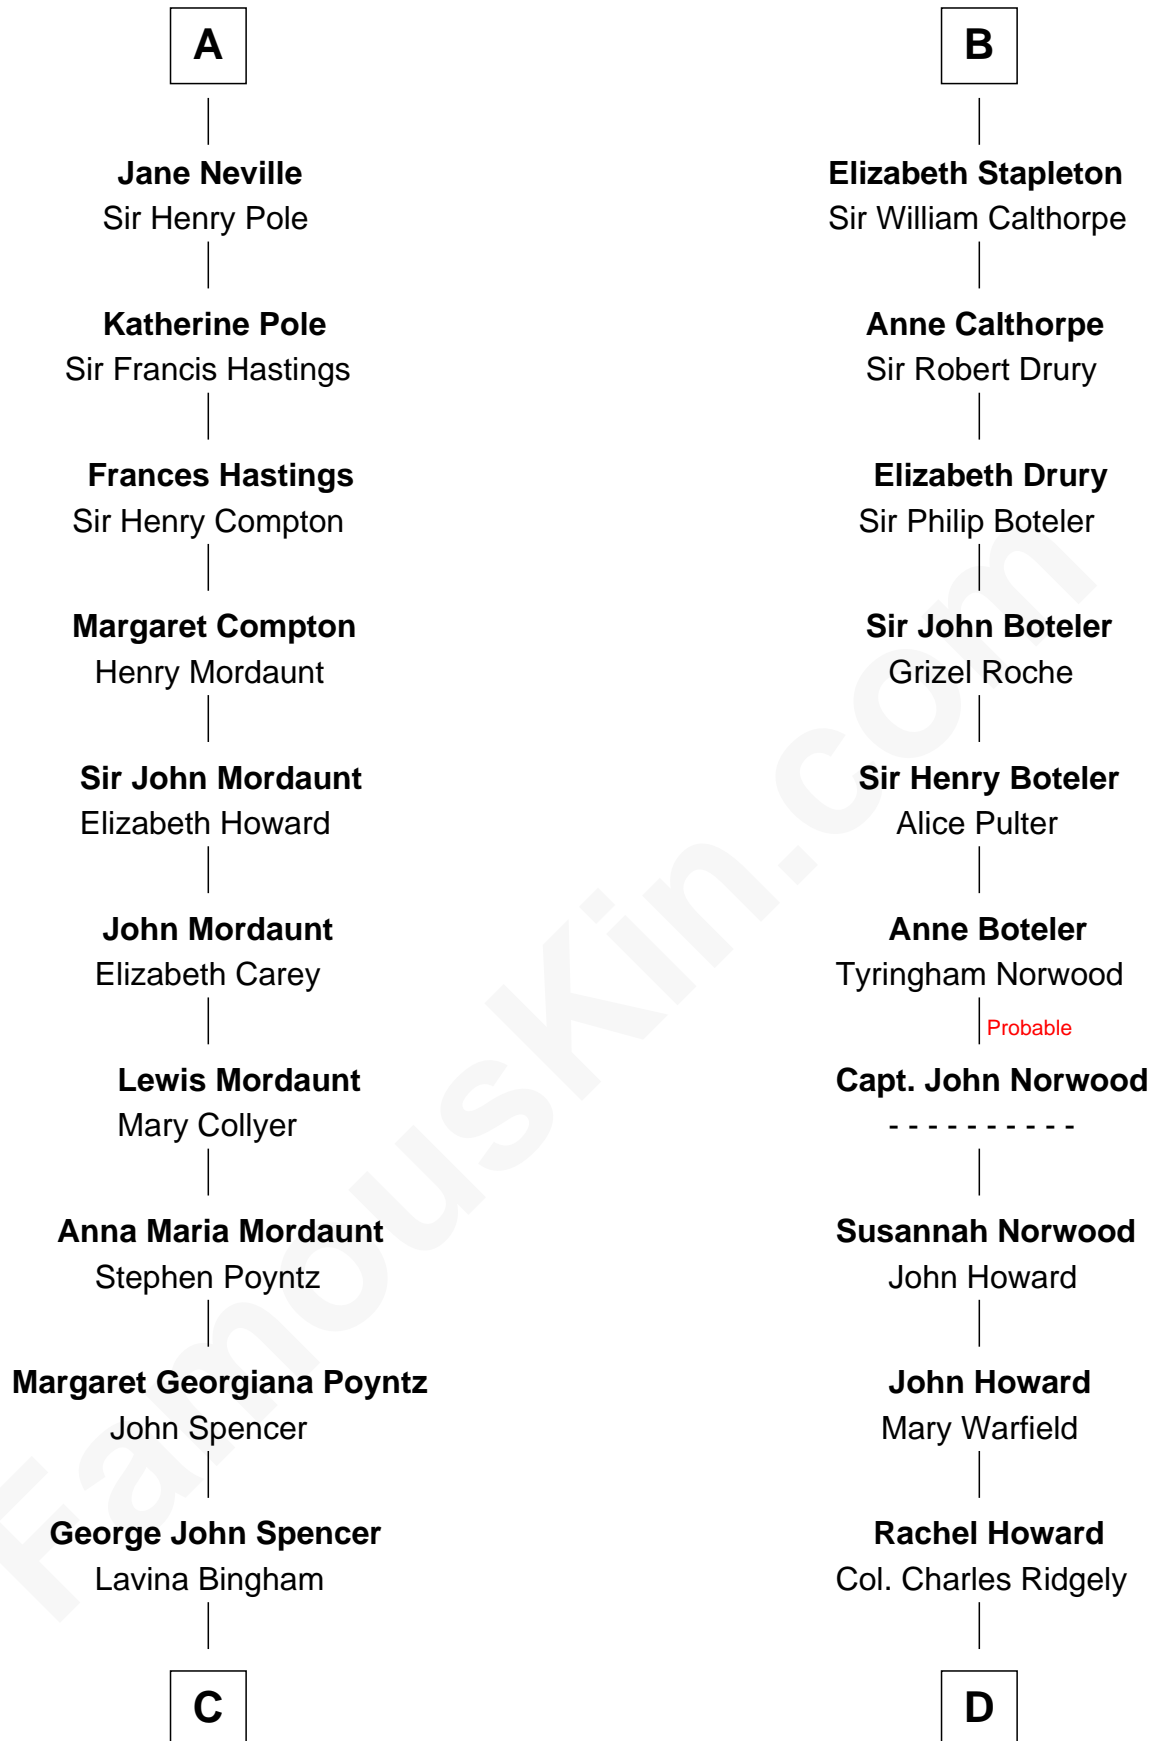 A
Jane Neville
Sir Henry Pole
Katherine Pole
Sir Francis Hastings
Frances Hastings
Sir Henry Compton
Margaret Compton
Henry Mordaunt
Sir John Mordaunt
Elizabeth Howard
John Mordaunt
Elizabeth Carey
Lewis Mordaunt
Mary Collyer
Anna Maria Mordaunt
Stephen Poyntz
Margaret Georgiana Poyntz
John Spencer
George John Spencer
Lavina Bingham
C
B
Elizabeth Stapleton
Sir William Calthorpe
Anne Calthorpe
Sir Robert Drury
Elizabeth Drury
Sir Philip Boteler
Sir John Boteler
Grizel Roche
Sir Henry Boteler
Alice Pulter
Anne Boteler
Tyringham Norwood
Probable
Capt. John Norwood
- - - - - - - - - -
Susannah Norwood
John Howard
John Howard
Mary Warfield
Rachel Howard
Col. Charles Ridgely
D
FamousKin.com